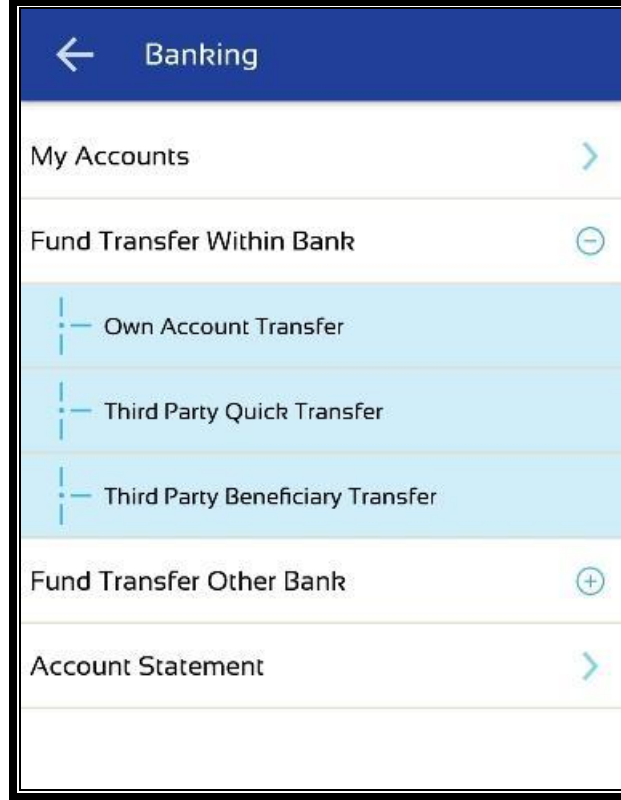 Banking
My Accounts
Fund Transfer Within Bank
Own Account Transfer
Third Party Quick Transfer
Third Party Beneficiary Transfer
Fund Transfer Other Bank
Account Statement